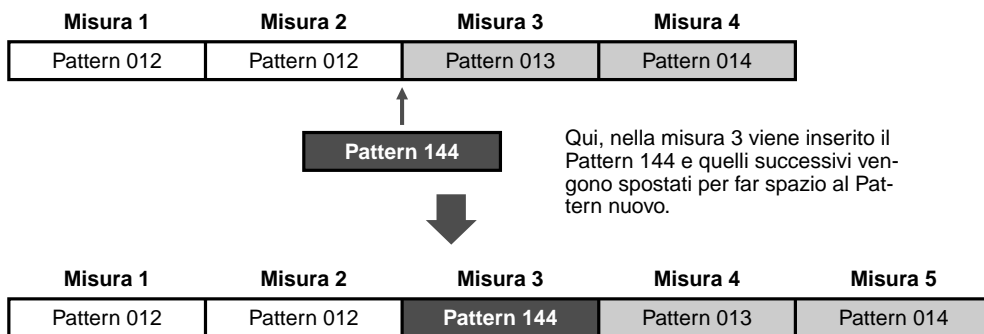 Misura 1 Misura 2 Misura 3 Misura 4
Pattern 012 Pattern 012 Pattern 013 Pattern 014
Pattern 144
Qui, nella misura 3 viene inserito il
Pattern 144 e quelli successivi ven-
gono spostati per far spazio al Pat-
tern nuovo.
Misura 1 Misura 2 Misura 3 Misura 4 Misura 5
Pattern 012 Pattern 012 Pattern 144 Pattern 013 Pattern 014